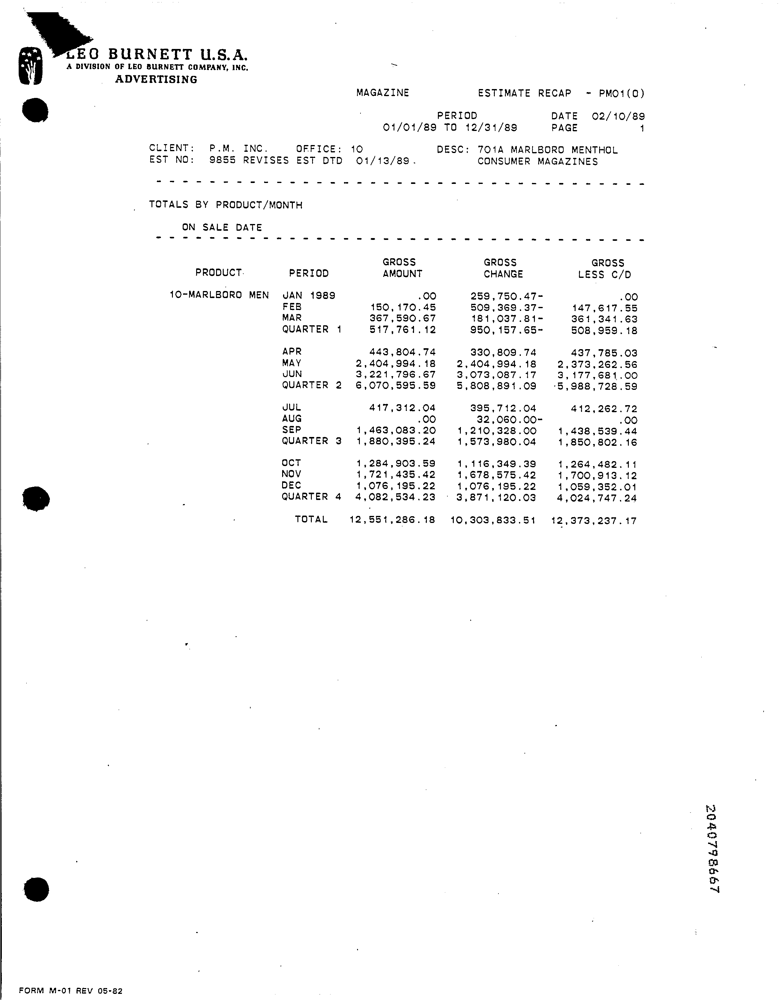 LEO BURNETT U.S.A.
A DIVISION OF LEO BURNETT COMPANY, INC.
ADVERTISING
MAGAZINE ESTIMATE RECAP - PM01(0)
PERIOD DATE 02/10/89
01/01/89 TO 12/31/89 PAGE 1
CLIENT: P.M. INC. OFFICE: 10 DESC: 701A MARLBORO MENTHOL
EST NO: 9855 REVISES EST DTD 01/13/89. CONSUMER MAGAZINES
TOTALS BY PRODUCT/MONTH
ON SALE DATE
GROSS GROSS GROSS
PRODUCT PERIOD AMOUNT CHANGE LESS C/D
10-MARLBORO MEN JAN 1989 .00 259,750.47- .00
FEB 150,170.45 509,369.37- 147,617.55
MAR 367,590.67 181,037.81- 361,341.63
QUARTER 1 517,761.12 950,157.65- 508,959.18
APR 443,804.74 330,809.74 437,785.03
MAY 2,404,994.18 2,404,994.18 2,373,262.56
JUN 3,221,796.67 3,073,087.17 3,177,681.00
QUARTER 2 6,070,595.59 5,808,891.09 5,988,728.59
JUL 417,312.04 395,712.04 412,262.72
AUG .00 32,060.00- .00
SEP 1,463,083.20 1,210,328.00 1,438,539.44
QUARTER 3 1,880,395.24 1,573,980.04 1,850,802.16
OCT 1,284,903.59 1,116,349.39 1,264,482.11
NOV 1,721,435.42 1,678,575.42 1,700,913.12
DEC 1,076,195.22 1,076,195.22 1,059,352.01
QUARTER 4 4,082,534.23 3,871,120.03 4,024,747.24
TOTAL 12,551,286.18 10,303,833.51 12,373,237.17
2040798667
FORM M-01 REV 05-82